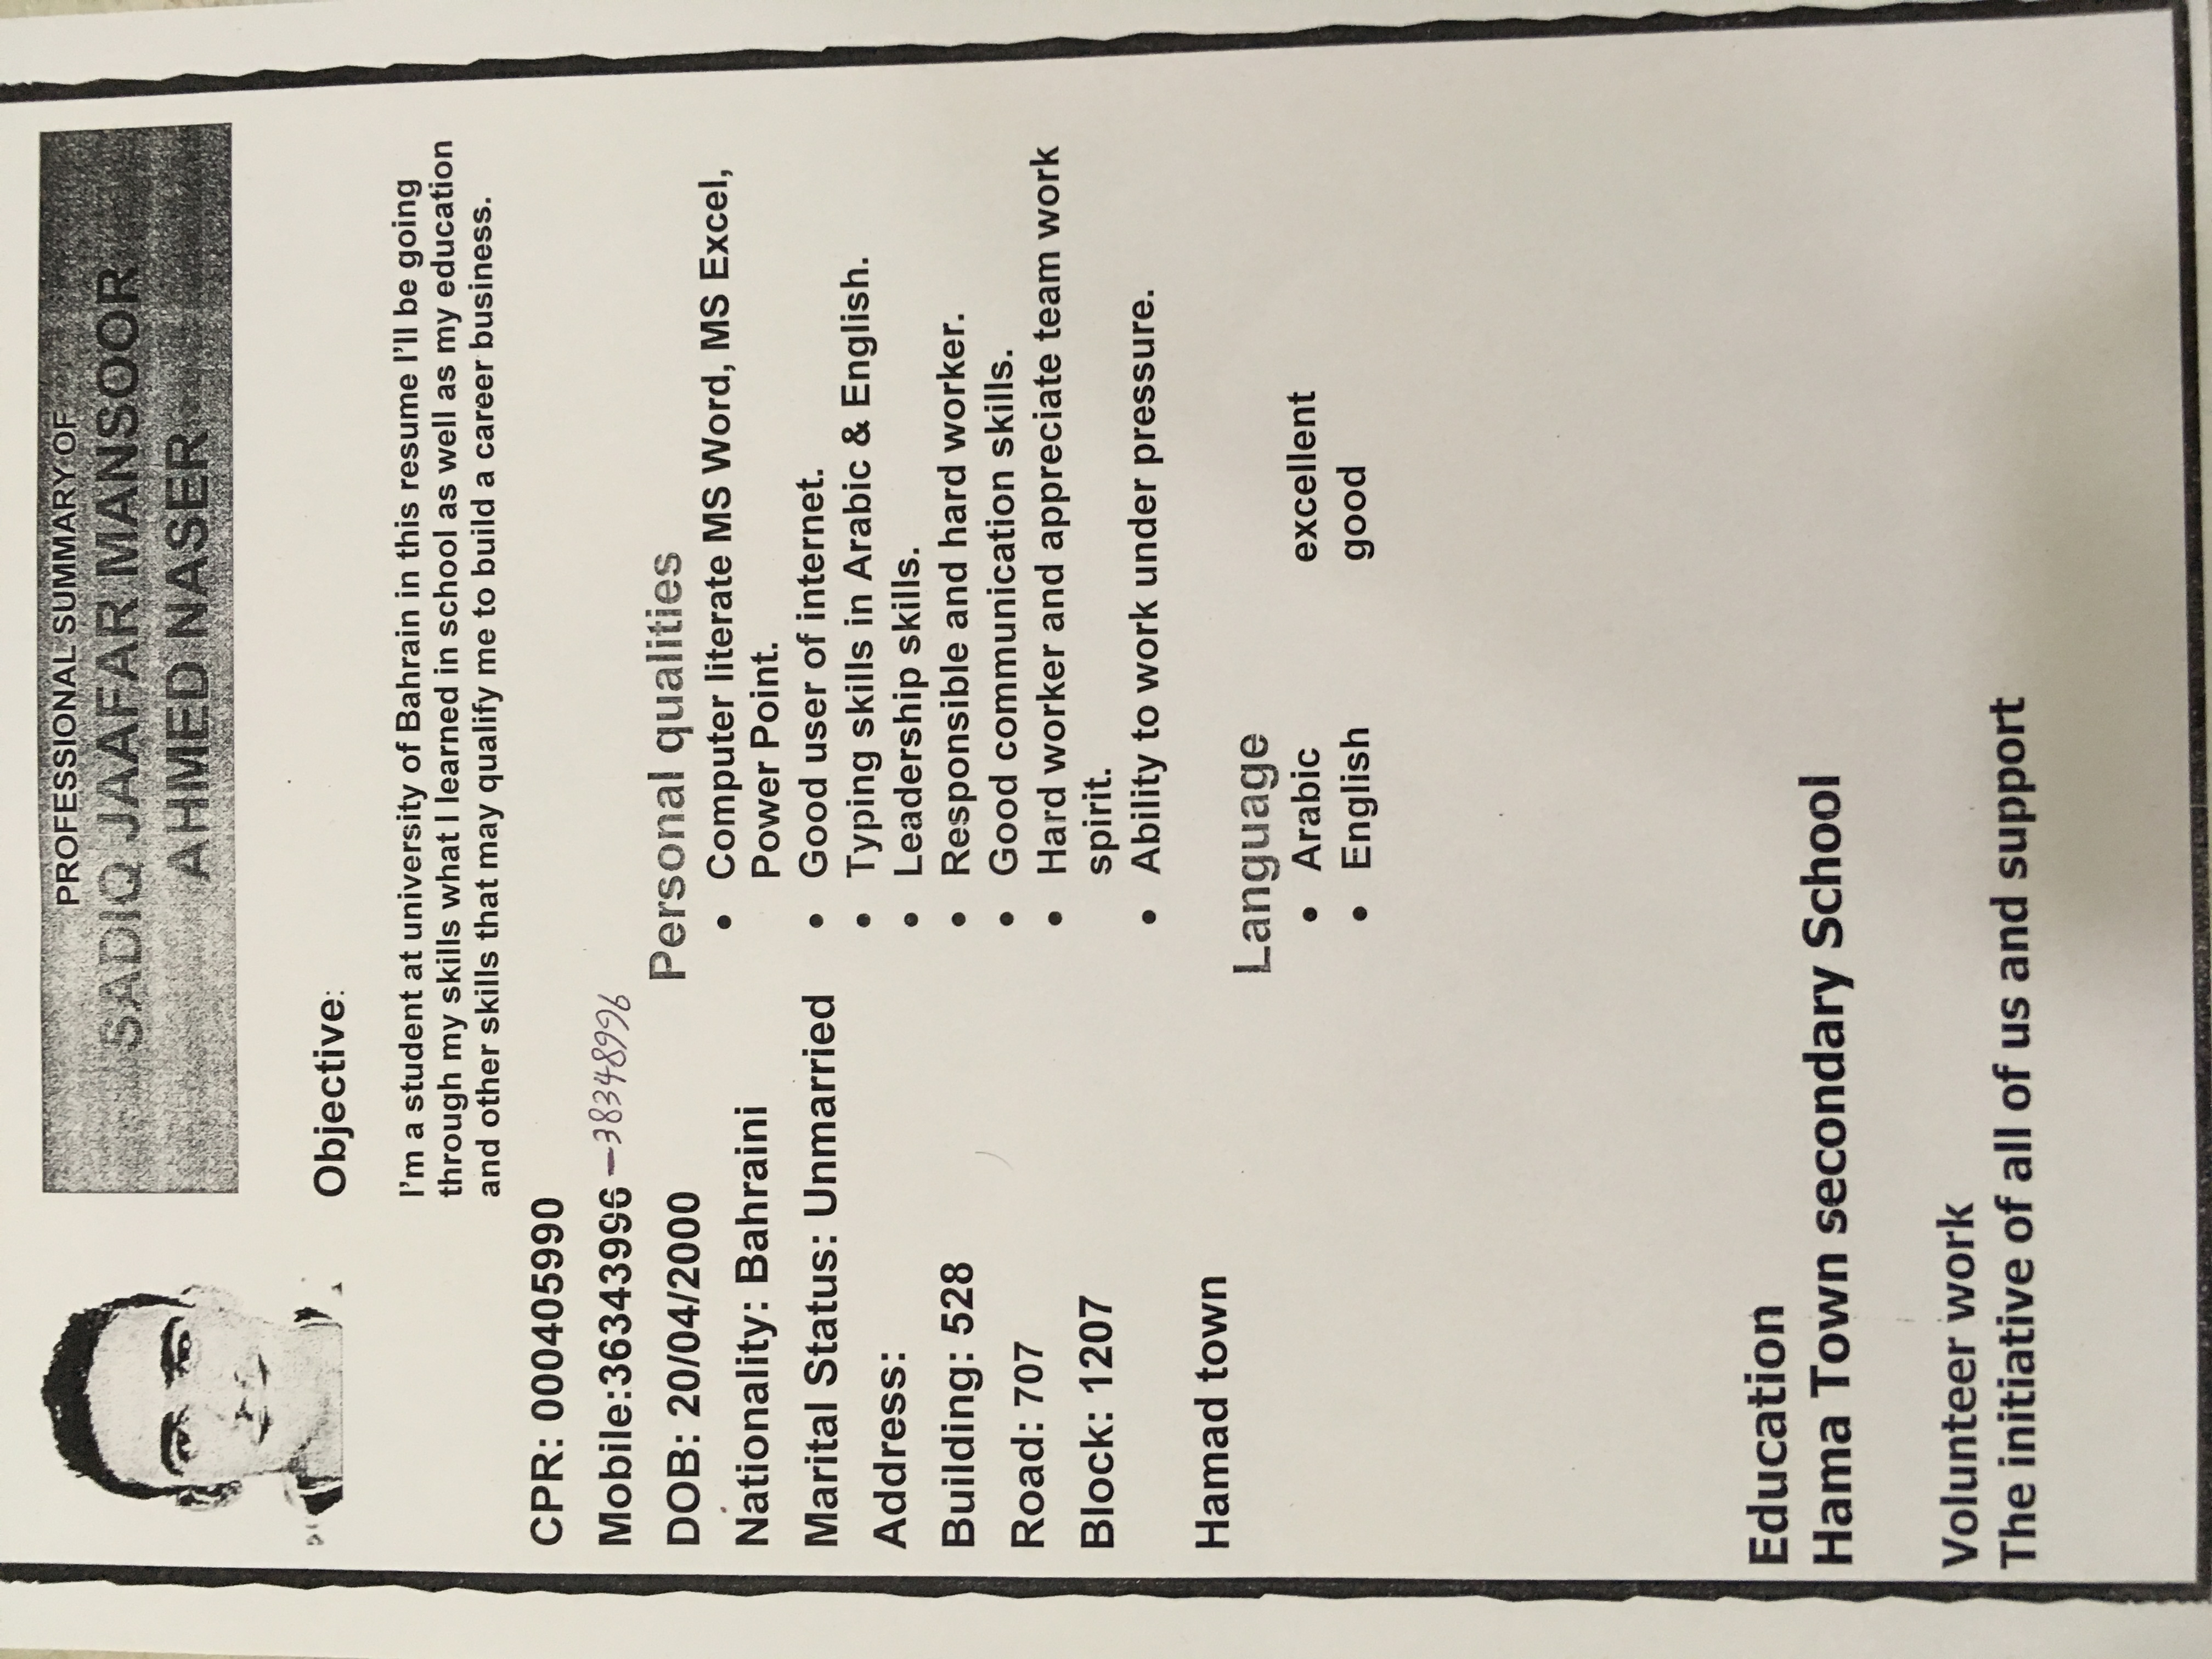 PROFESSIONAL SUMMARY OF
SADIQ JAAFAR MANSOOR
AHMED NASER
Objective:
I'm a student at university of Bahrain in this resume I'll be going
through my skills what I learned in school as well as my education
and other skills that may qualify me to build a career business.
CPR: 000405990
Mobile:36343996 -38348996
DOB: 20/04/2000
Nationality: Bahraini
Marital Status: Unmarried
Address:
Building: 528
Road: 707
Block: 1207
Hamad town
Personal qualities
• Computer literate MS Word, MS Excel,
Power Point.
• Good user of internet.
• Typing skills in Arabic & English.
• Leadership skills.
• Responsible and hard worker.
• Good communication skills.
• Hard worker and appreciate team work
spirit.
• Ability to work under pressure.
Language
• Arabic excellent
• English good
Education
Hama Town secondary School
Volunteer work
The initiative of all of us and support